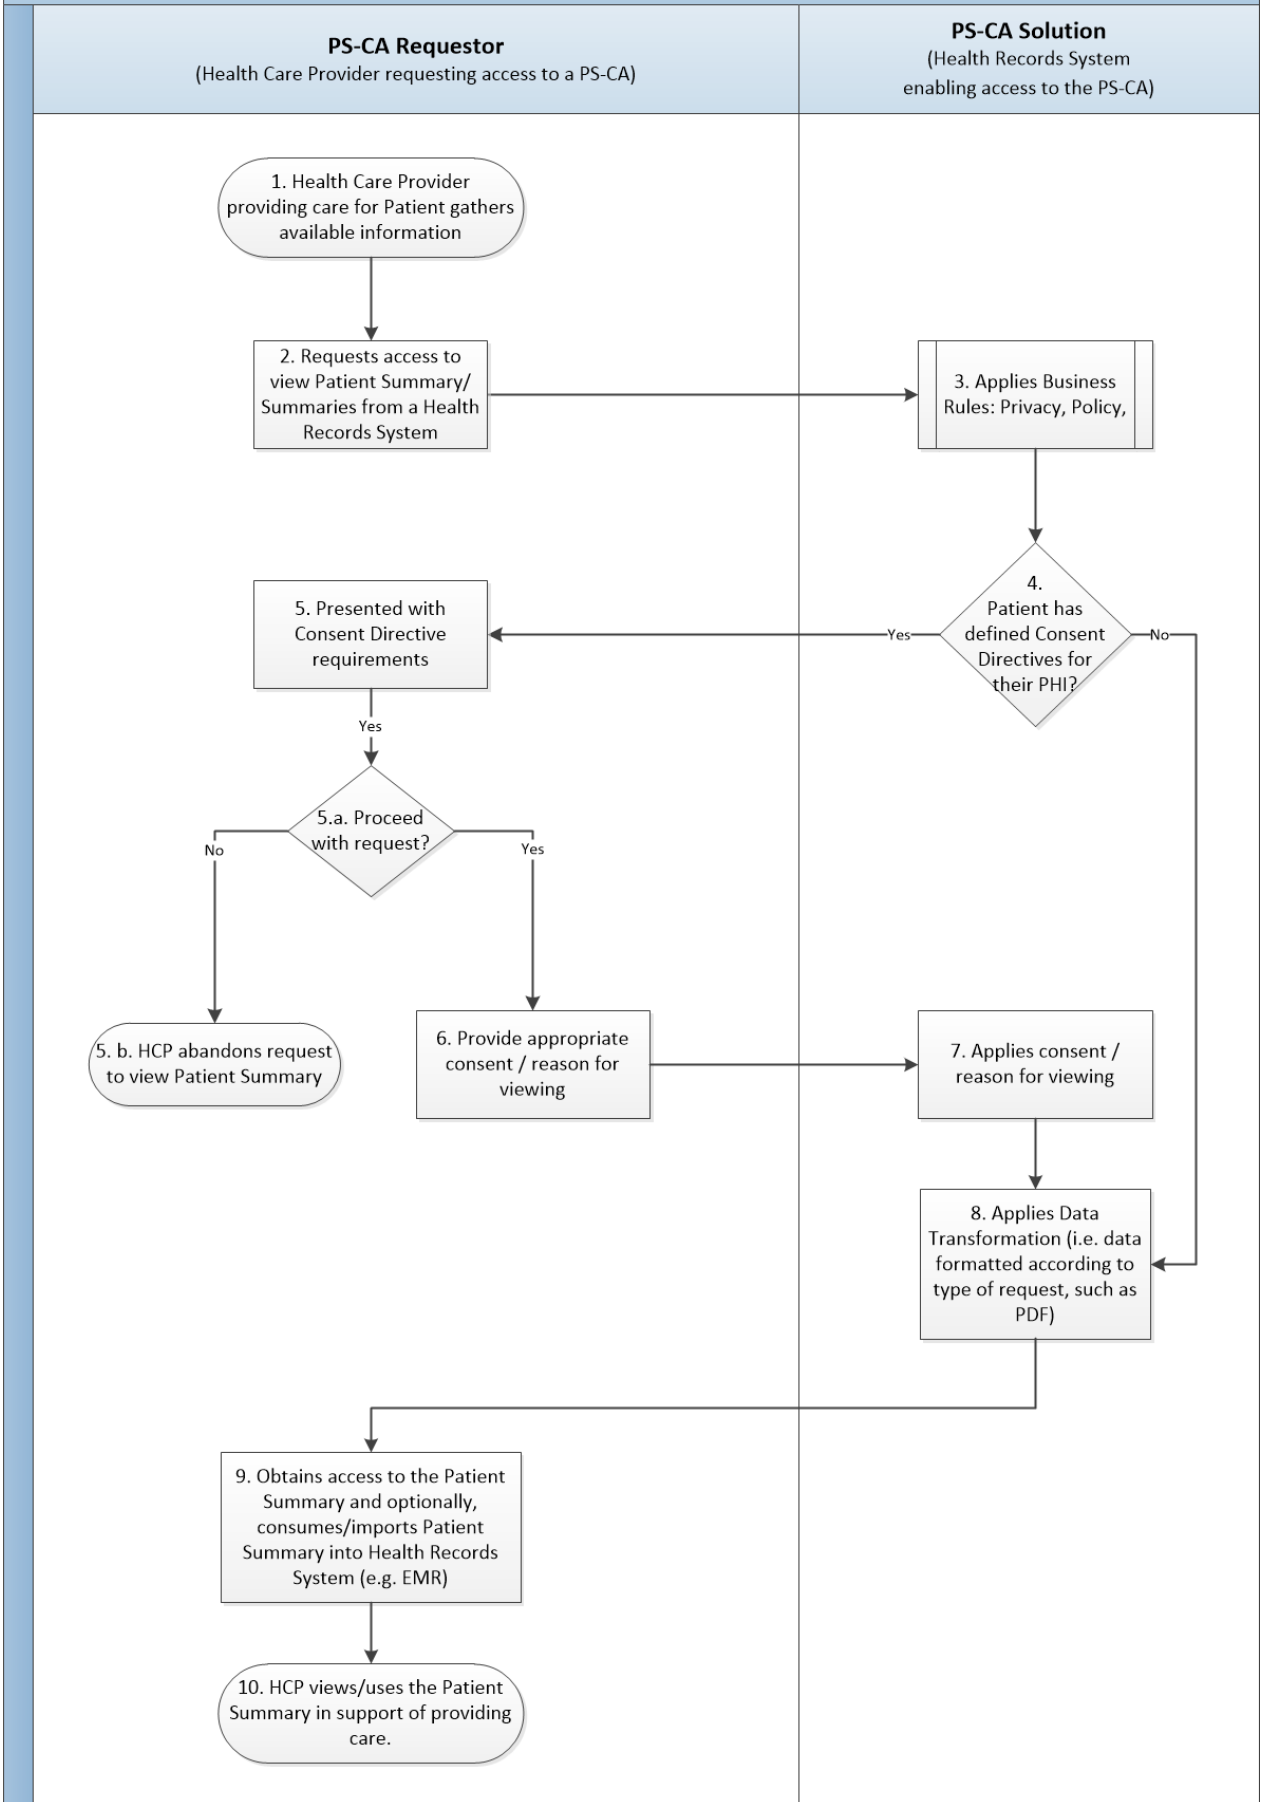 PS-CA Requestor
(Health Care Provider requesting access to a PS-CA)
PS-CA Solution
(Health Records System
enabling access to the PS-CA)
1. Health Care Provider
providing care for Patient gathers
available information
2. Requests access to
view Patient Summary/
Summaries from a Health
Records System
3. Applies Business
Rules: Privacy, Policy,
4.
Patient has
defined Consent
Directives for
their PHI?
Yes
No
5. Presented with
Consent Directive
requirements
Yes
5.a. Proceed
with request?
No
Yes
5. b. HCP abandons request
to view Patient Summary
6. Provide appropriate
consent / reason for
viewing
7. Applies consent /
reason for viewing
8. Applies Data
Transformation (i.e. data
formatted according to
type of request, such as
PDF)
9. Obtains access to the Patient
Summary and optionally,
consumes/imports Patient
Summary into Health Records
System (e.g. EMR)
10. HCP views/uses the Patient
Summary in support of providing
care.